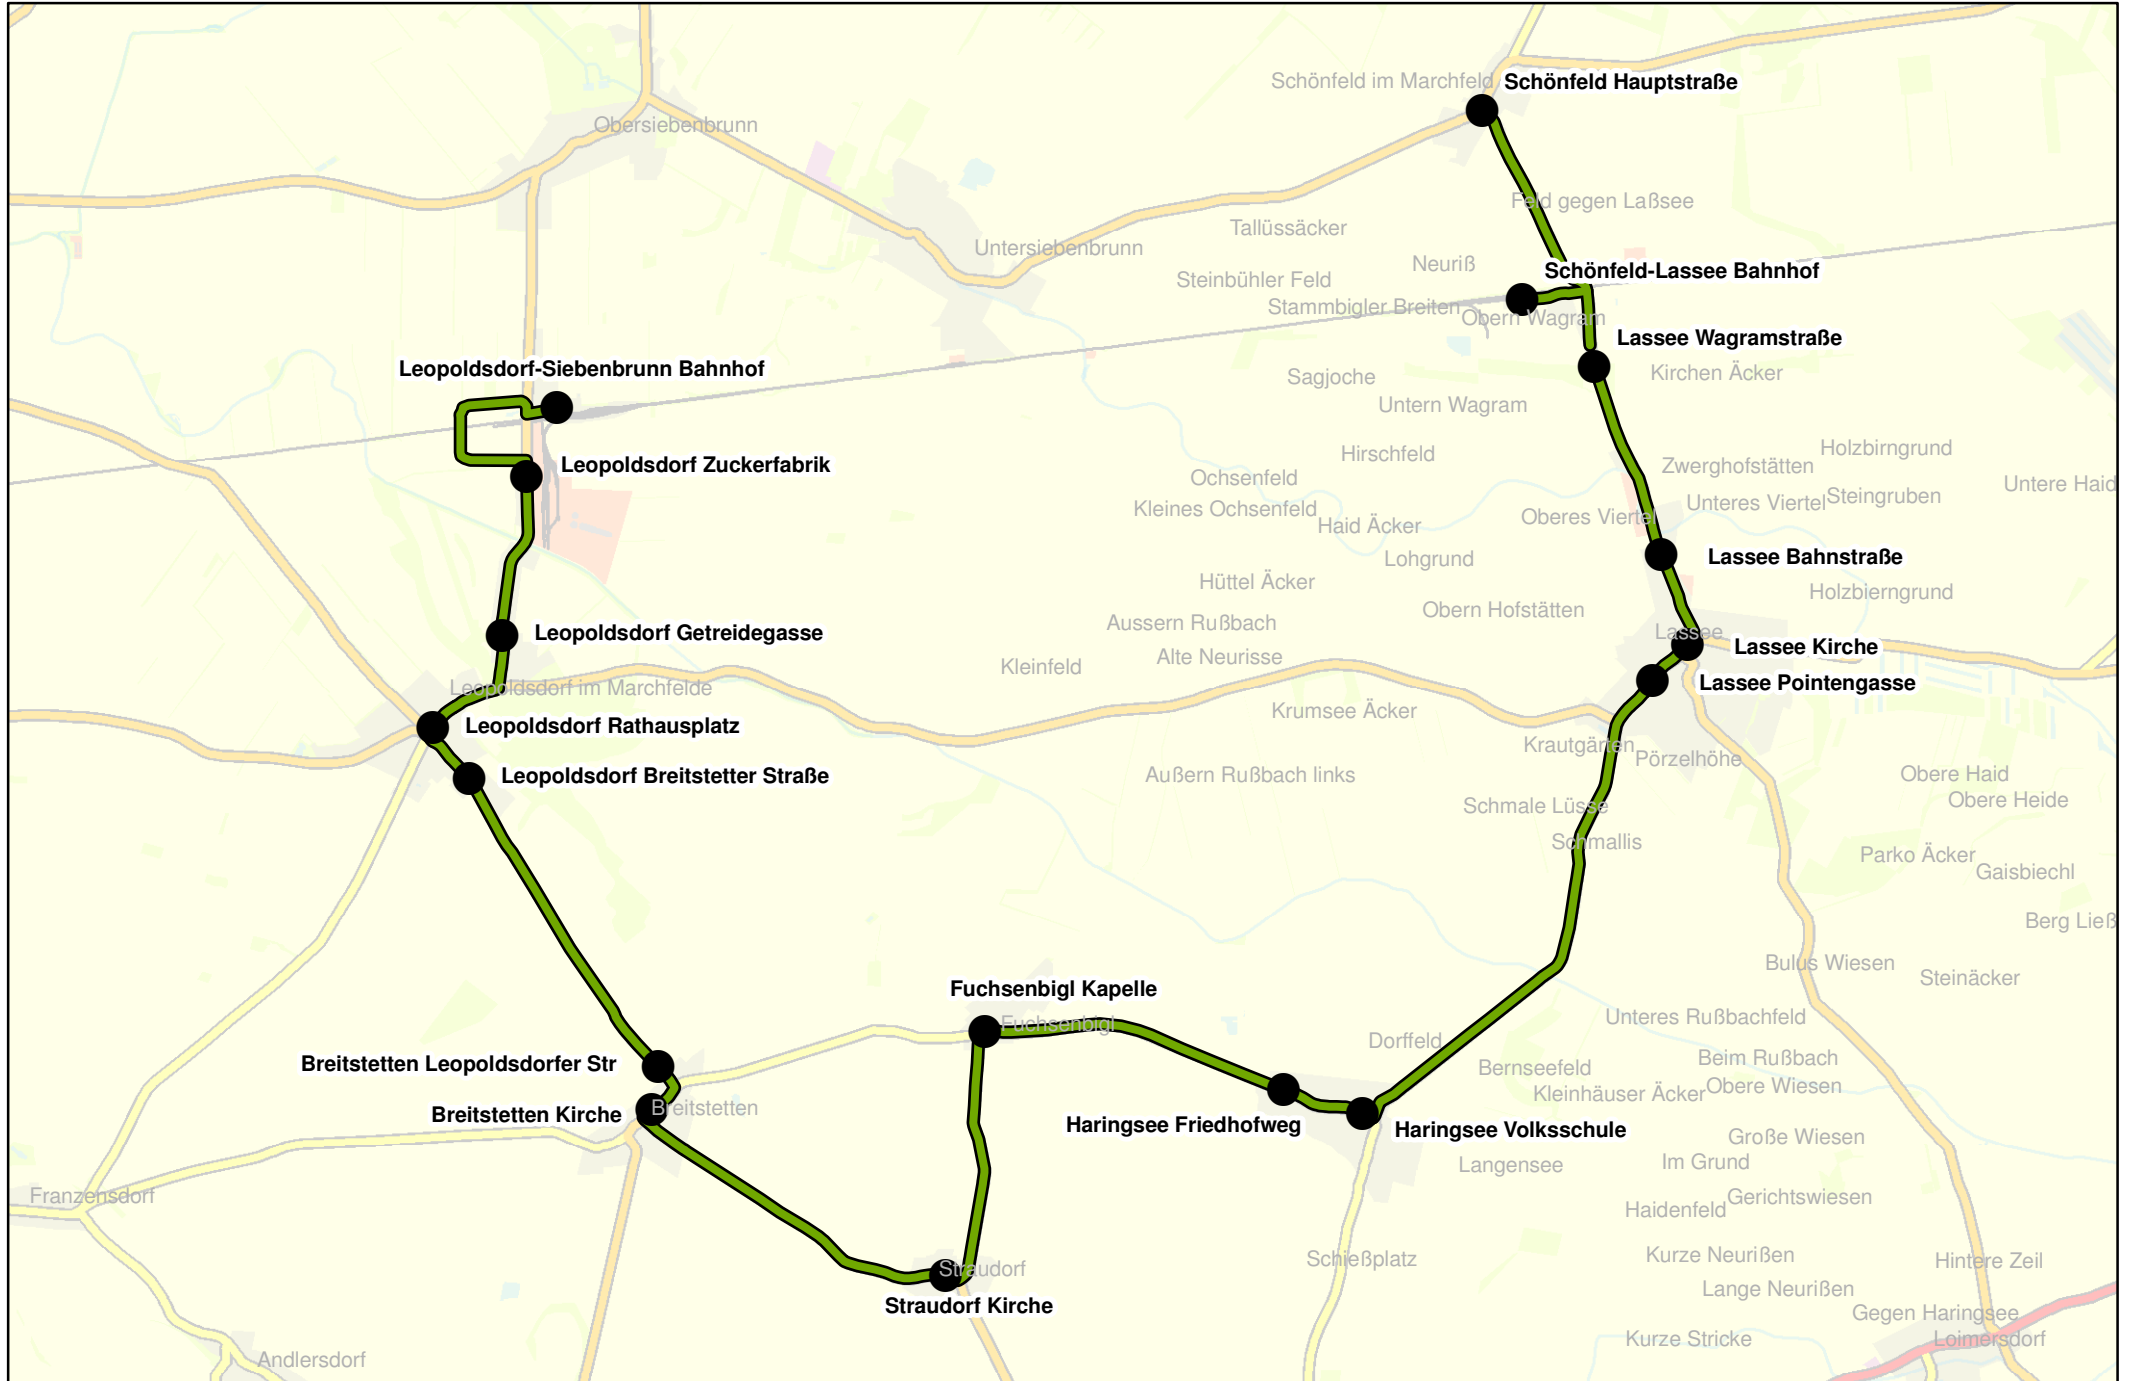 Schönfeld im Marchfeld
Schönfeld Hauptstraße
Obersiebenbrunn
Feld gegen Laßsee
Tallüssäcker
Untersiebenbrunn
Neuriß
Schönfeld-Lassee Bahnhof
Steinbühler Feld
Stammbigler Breiten
Obern Wagram
Lassee Wagramstraße
Leopoldsdorf-Siebenbrunn Bahnhof
Sagjoche
Kirchen Äcker
Untern Wagram
Holzbirngrund
Hirschfeld
Leopoldsdorf Zuckerfabrik
Zwerghofstätten
Ochsenfeld
Untere Haid
Steingruben
Unteres Viertel
Kleines Ochsenfeld
Oberes Viertel
Haid Äcker
Lassee Bahnstraße
Lohgrund
Hüttel Äcker
Holzbierngrund
Obern Hofstätten
Aussern Rußbach
Leopoldsdorf Getreidegasse
Lassee
Lassee Kirche
Alte Neurisse
Kleinfeld
Lassee Pointengasse
Leopoldsdorf im Marchfelde
Krumsee Äcker
Leopoldsdorf Rathausplatz
Krautgärten
Pörzelhöhe
Leopoldsdorf Breitstetter Straße
Außern Rußbach links
Obere Haid
Obere Heide
Schmale Lüsse
Schmallis
Parko Äcker
Gaisbiechl
Berg Ließ
Bulus Wiesen
Steinäcker
Fuchsenbigl Kapelle
Unteres Rußbachfeld
Fuchsenbigl
Dorffeld
Beim Rußbach
Breitstetten Leopoldsdorfer Str
Bernseefeld
Obere Wiesen
Kleinhäuser Äcker
Breitstetten Kirche
Breitstetten
Haringsee Friedhofweg
Haringsee Volksschule
Große Wiesen
Im Grund
Langensee
Franzensdorf
Gerichtswiesen
Haidenfeld
Kurze Neurißen
Schießplatz
Hintere Zeil
Straudorf
Lange Neurißen
Straudorf Kirche
Gegen Haringsee
Kurze Stricke
Loimersdorf
Andlersdorf